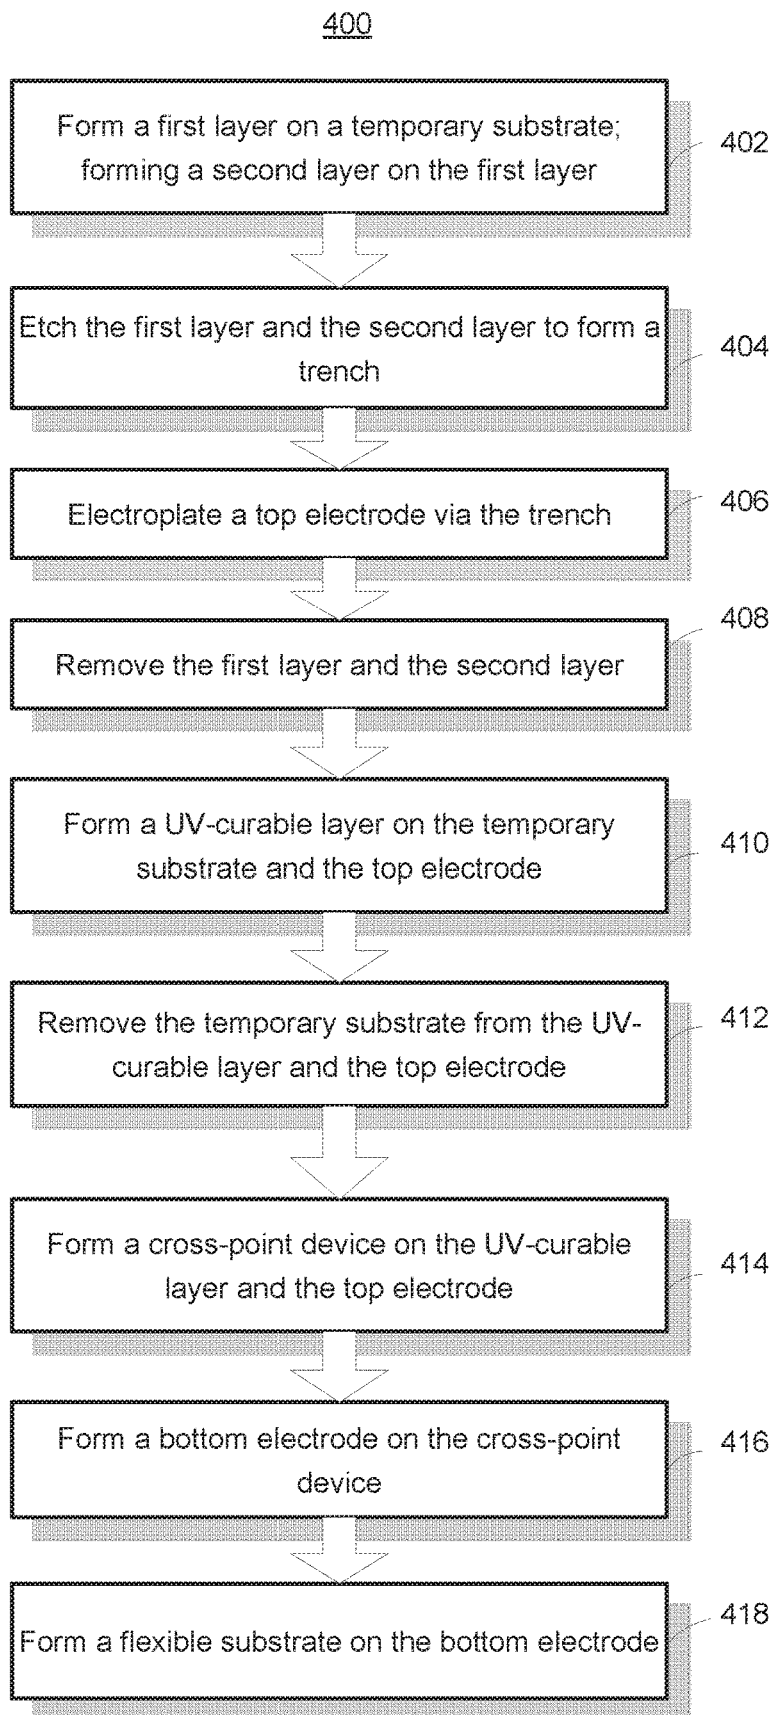 400
Form a first layer on a temporary substrate;
forming a second layer on the first layer
402
Etch the first layer and the second layer to form a
trench
404
Electroplate a top electrode via the trench
406
Remove the first layer and the second layer
408
Form a UV-curable layer on the temporary
substrate and the top electrode
410
Remove the temporary substrate from the UV-
curable layer and the top electrode
412
Form a cross-point device on the UV-curable
layer and the top electrode
414
Form a bottom electrode on the cross-point
device
416
Form a flexible substrate on the bottom electrode
418